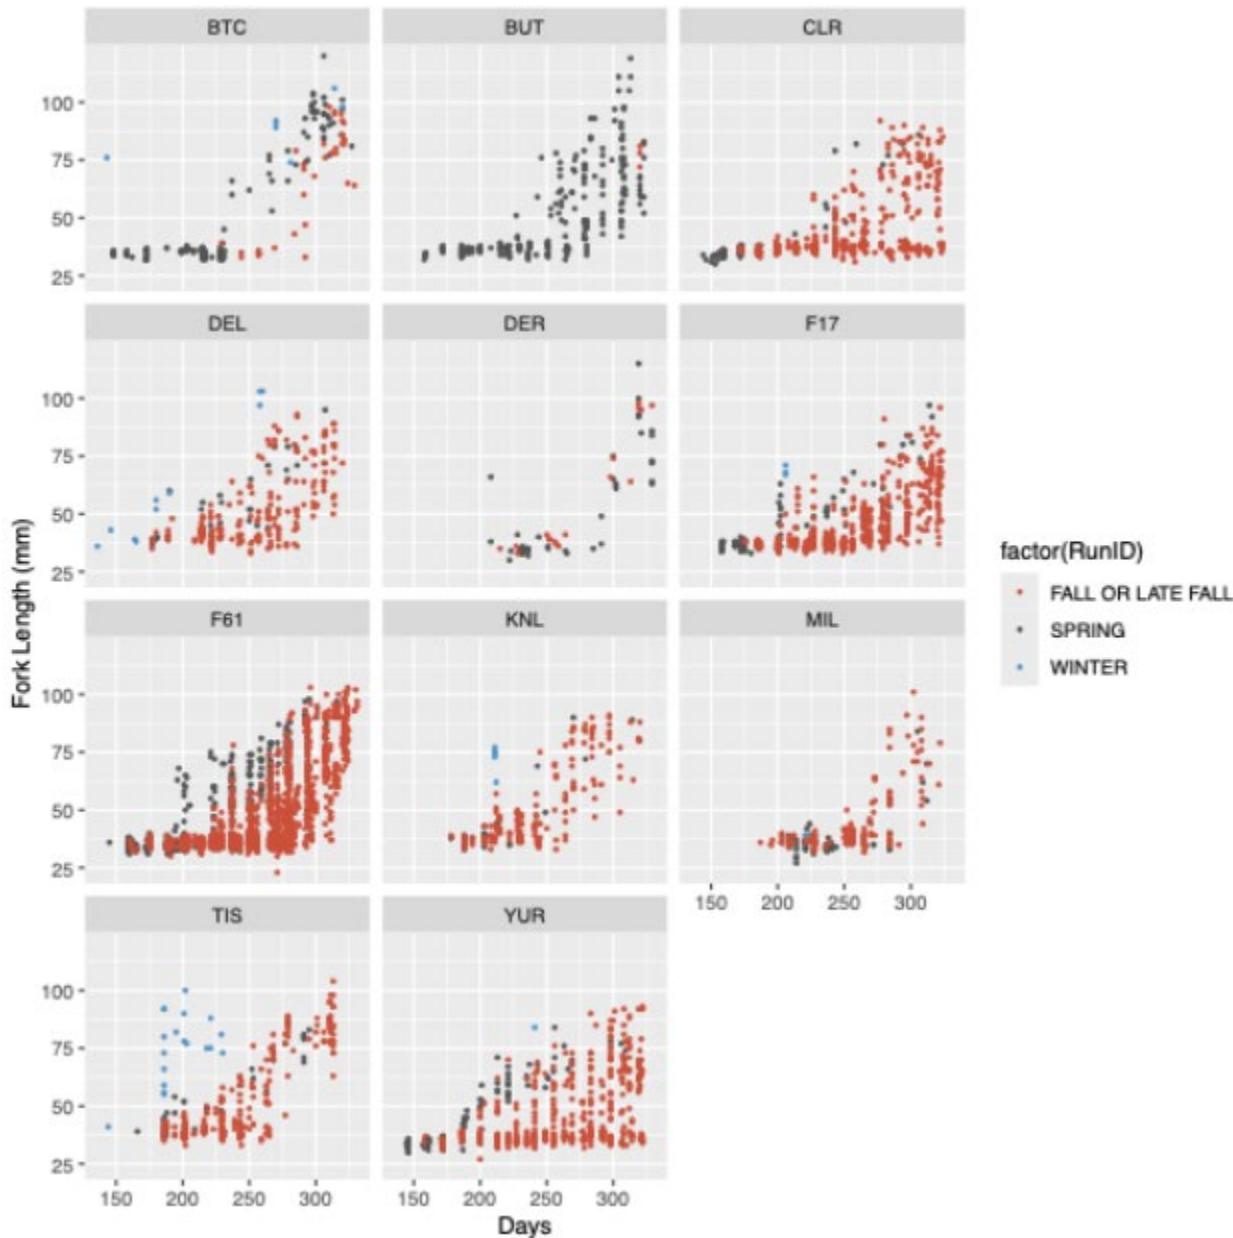 BTC BUT CLR
100
75
50
25
DEL DER F17
100
75
50
25
Fork Length (mm)
factor(RunID)
FALL OR LATE FALL
SPRING
WINTER
F61 KNL MIL
100
75
50
25
150 200 250 300
TIS YUR
100
75
50
25
150 200 250 300 150 200 250 300
Days